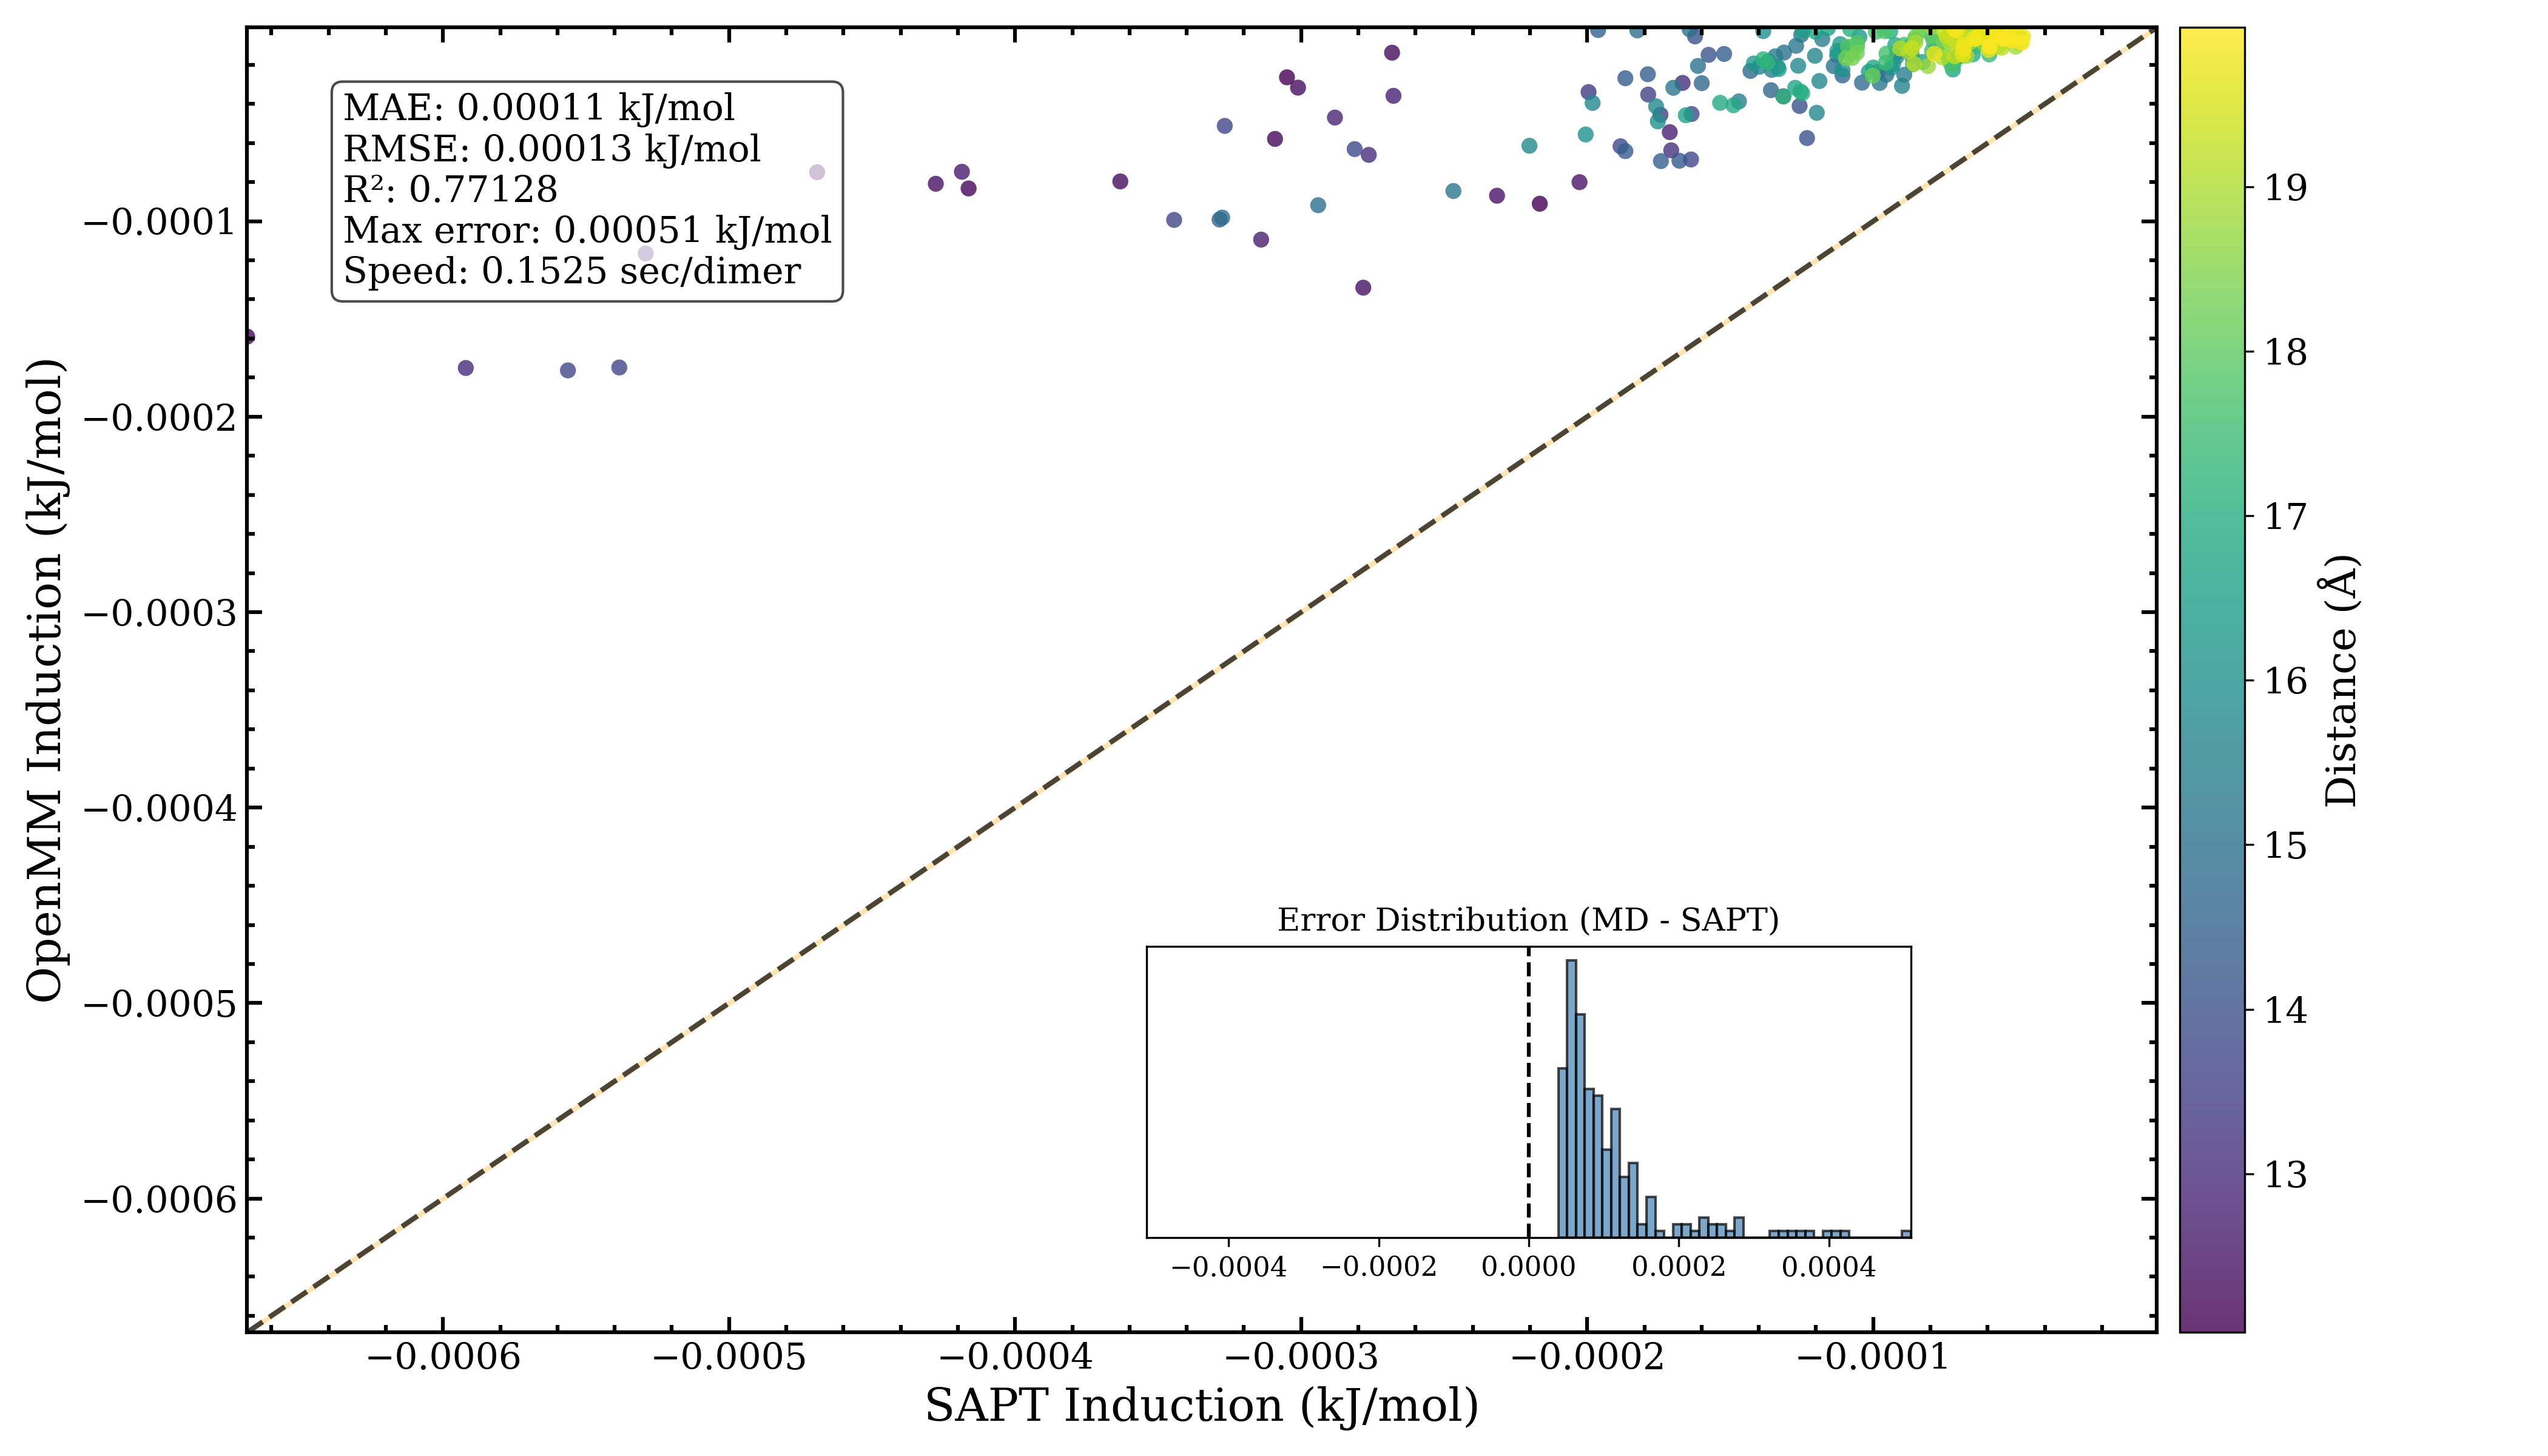 MAE: 0.00011 kJ/mol
RMSE: 0.00013 kJ/mol
R²: 0.77128
Max error: 0.00051 kJ/mol
Speed: 0.1525 sec/dimer
OpenMM Induction (kJ/mol)
−0.0001
−0.0002
−0.0003
−0.0004
−0.0005
−0.0006
Error Distribution (MD - SAPT)
−0.0004 −0.0002 0.0000 0.0002 0.0004
−0.0006 −0.0005 −0.0004 −0.0003 −0.0002 −0.0001
SAPT Induction (kJ/mol)
19
18
17
16
15
14
13
Distance (Å)